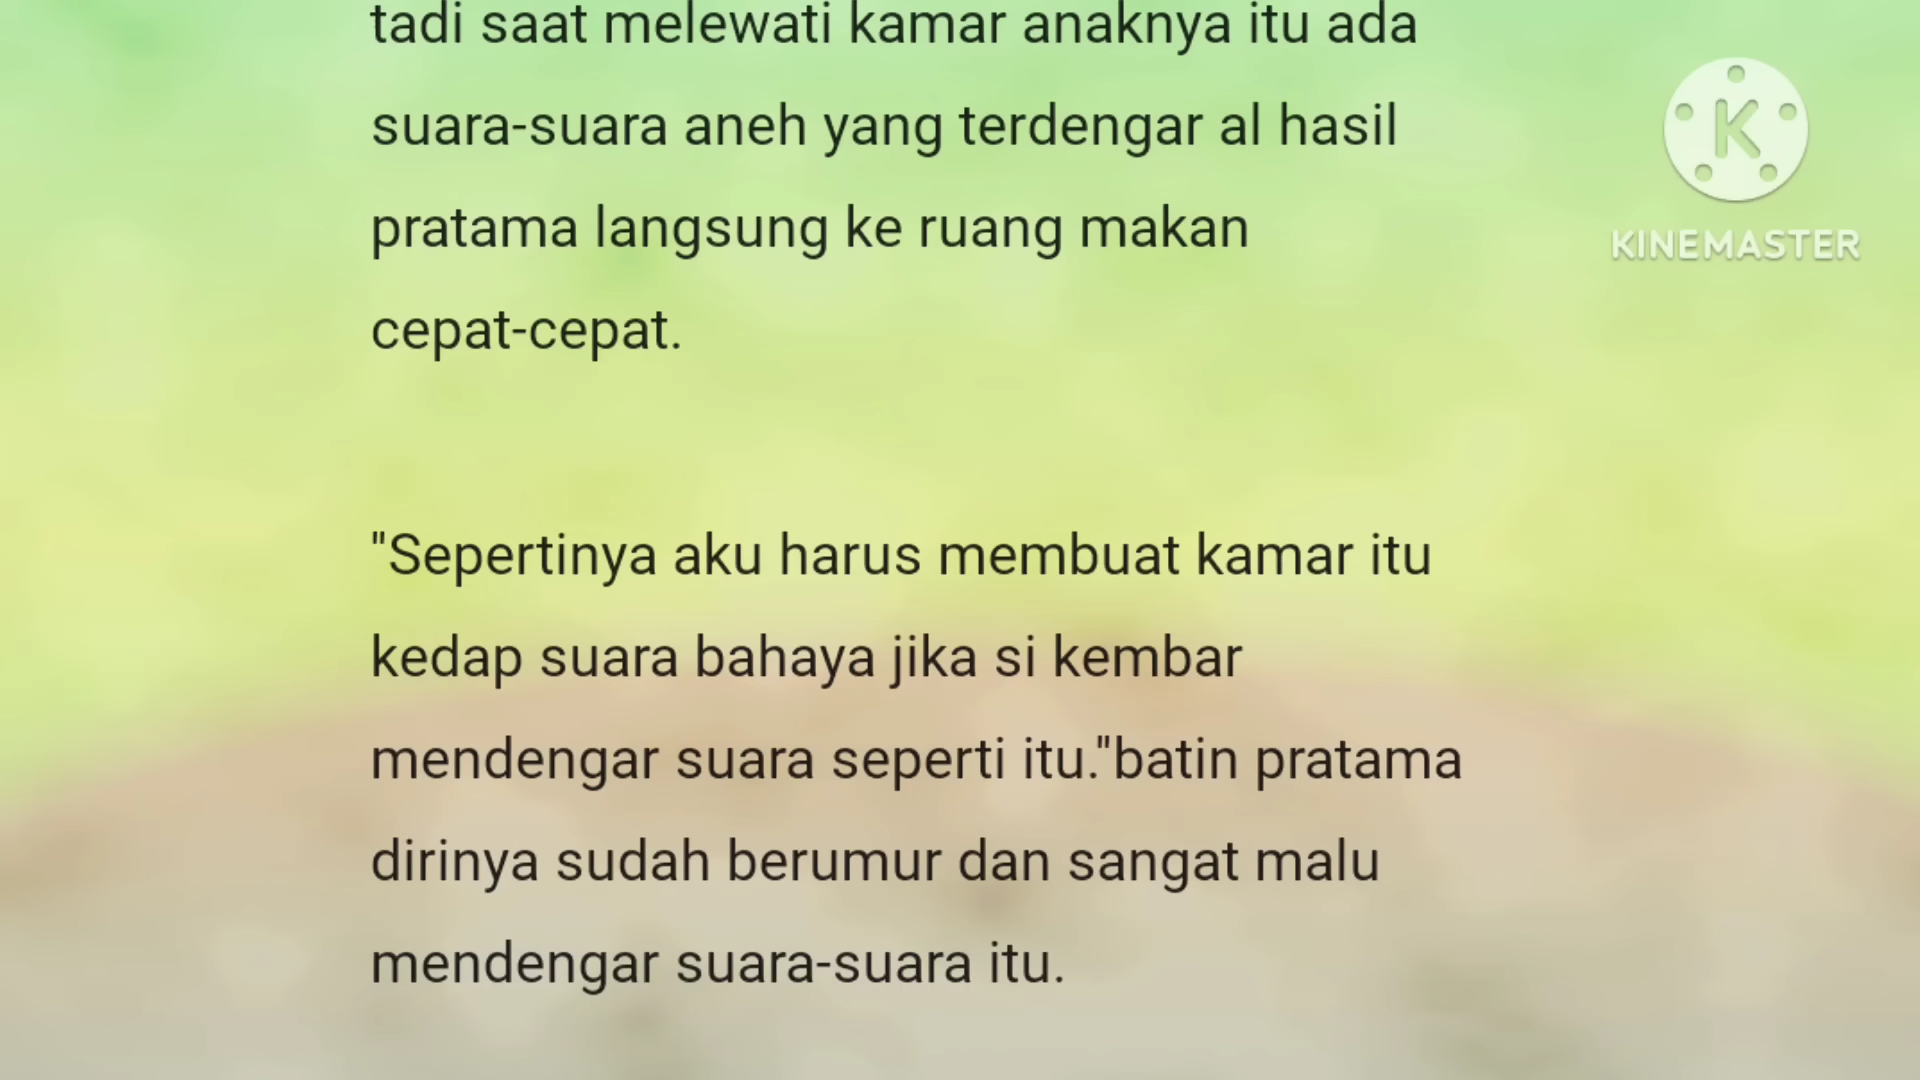 tadi saat melewati kamar anaknya itu ada
suara-suara aneh yang terdengar al hasil
pratama langsung ke ruang makan
cepat-cepat.
"Sepertinya aku harus membuat kamar itu
kedap suara bahaya jika si kembar
mendengar suara seperti itu."batin pratama
dirinya sudah berumur dan sangat malu
mendengar suara-suara itu.
K
KINEMASTER